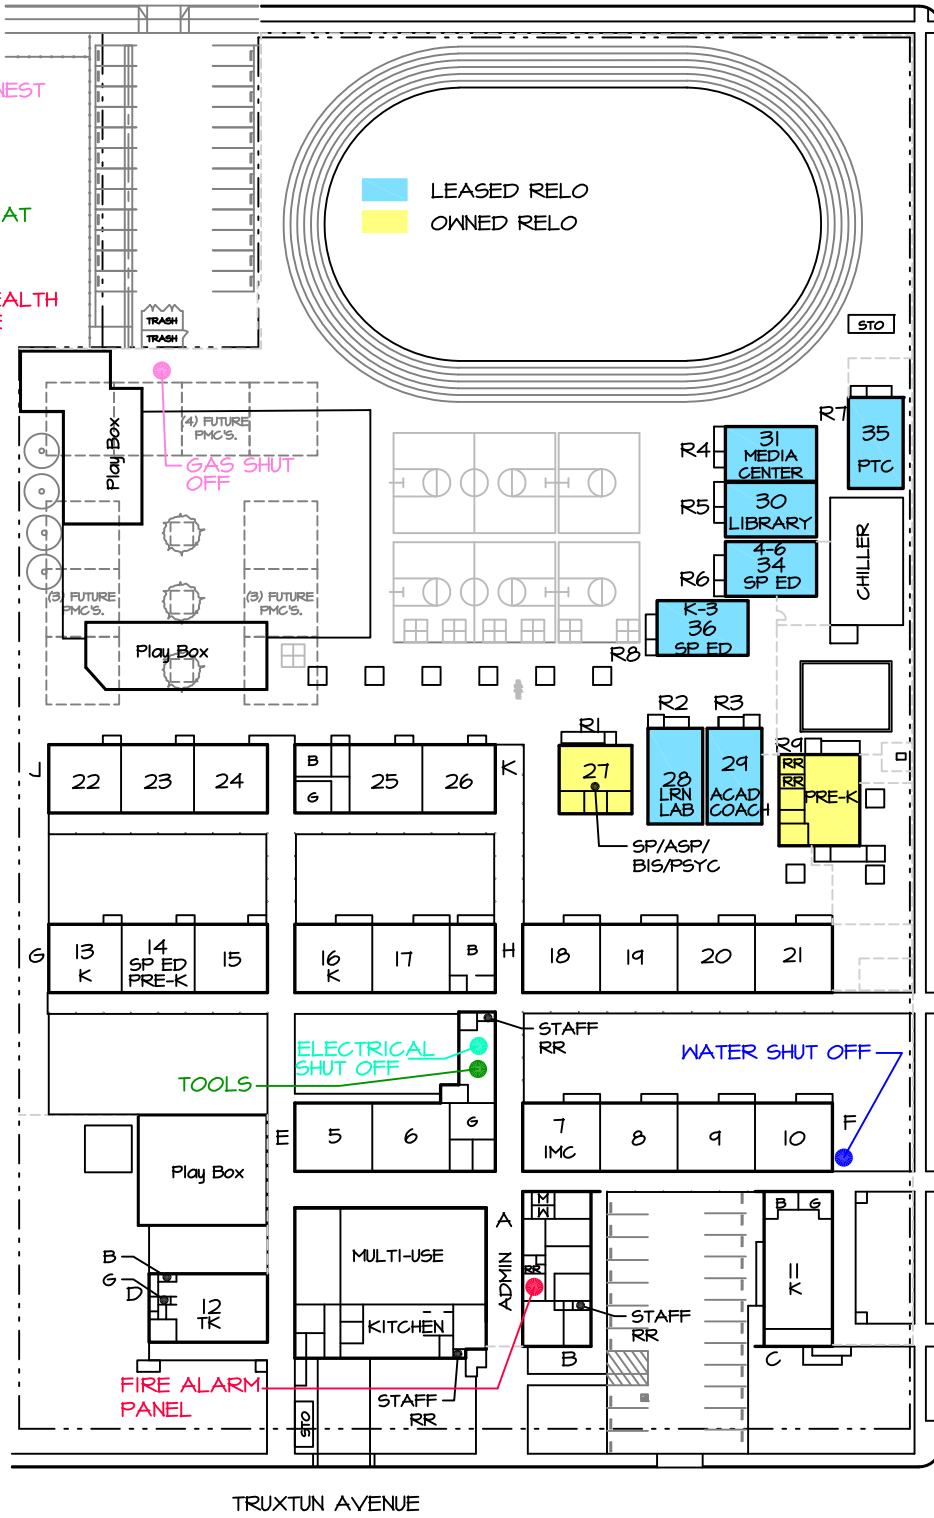 NEST
LEASED RELO
OWNED RELO
AT
EALTH
TRASH
TRASH
STO
R7
35
PTC
(4) FUTURE
PMC'S.
Play Box
GAS SHUT
OFF
R4
31
MEDIA
CENTER
R5
30
LIBRARY
CHILLER
R6
4-6
34
SP ED
(3) FUTURE
PMC'S.
(3) FUTURE
PMC'S.
K-3
36
SP ED
R8
Play Box
R1
R2
R3
R9
J
22
23
24
B
G
25
26
K
27
28
LRN
LAB
29
ACAD
COACH
RR
RR
PRE-K
SP/ASP/
BIS/PSYC
G
13
K
14
SP ED
PRE-K
15
16
K
17
B
H
18
19
20
21
STAFF
RR
ELECTRICAL
SHUT OFF
TOOLS
WATER SHUT OFF
E
5
6
G
7
IMC
8
9
10
F
Play Box
A
M
W
B
G
MULTI-USE
ADMIN
RR
11
K
B
G
D
12
TK
KITCHEN
STAFF
RR
B
C
FIRE ALARM
PANEL
STAFF
RR
STO
TRUXTUN AVENUE